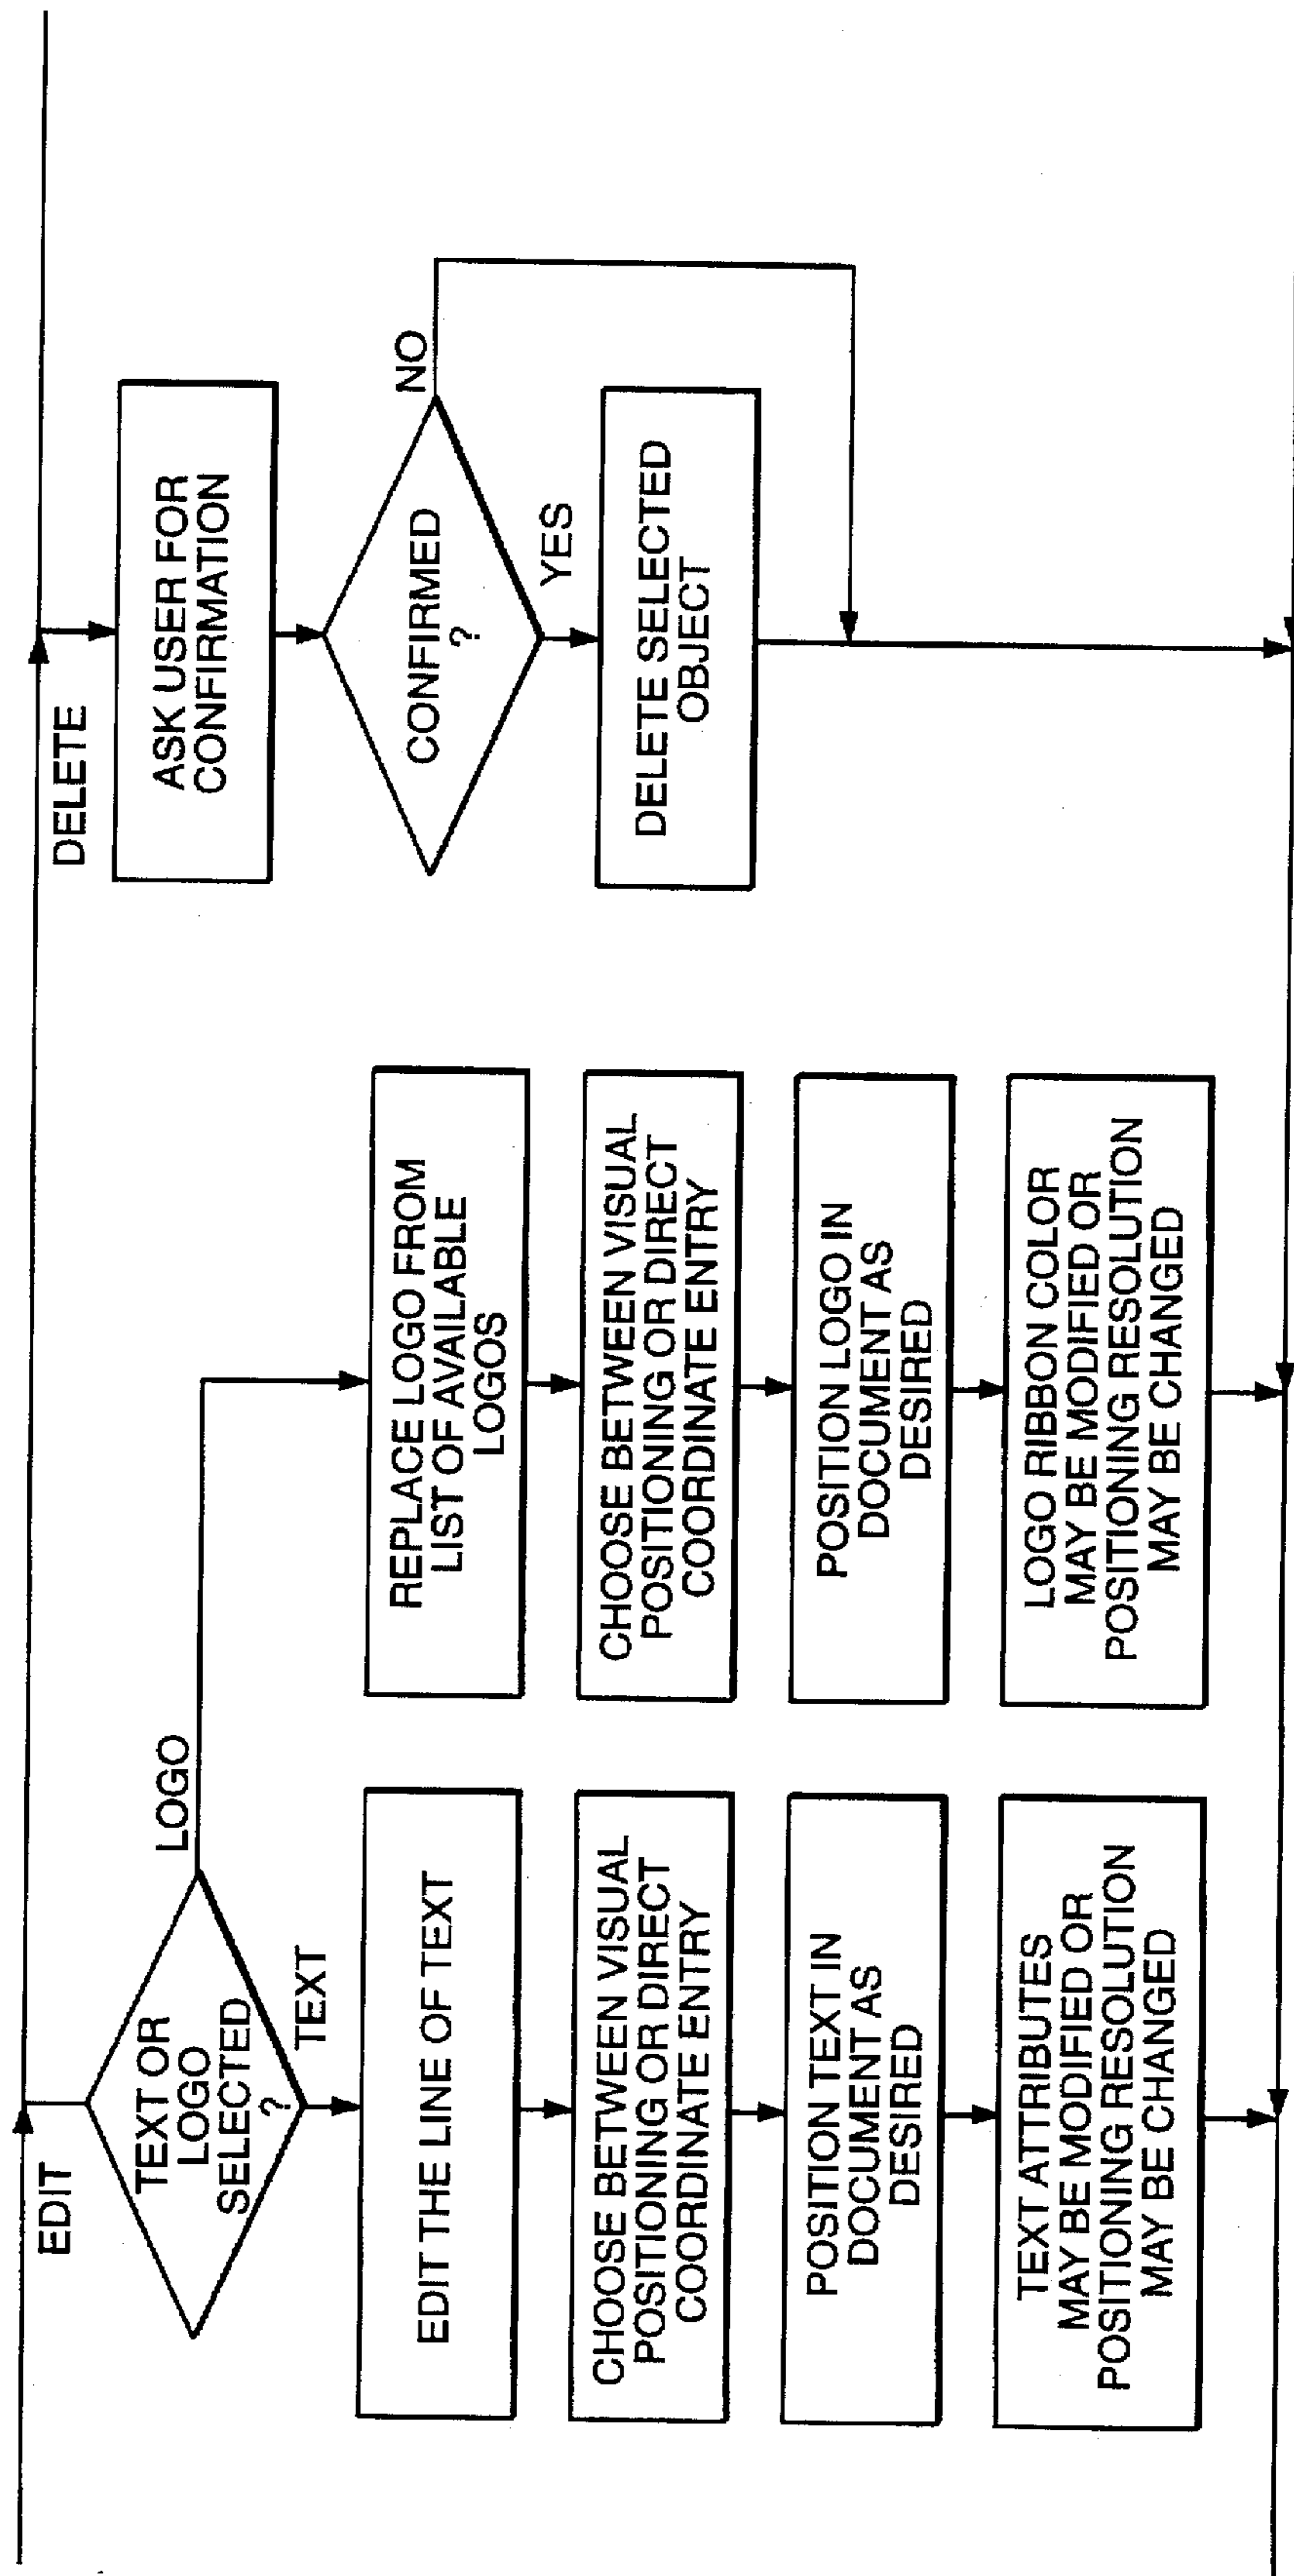 EDIT
TEXT OR
LOGO
SELECTED
?
LOGO
TEXT
EDIT THE LINE OF TEXT
CHOOSE BETWEEN VISUAL
POSITIONING OR DIRECT
COORDINATE ENTRY
POSITION TEXT IN
DOCUMENT AS
DESIRED
TEXT ATTRIBUTES
MAY BE MODIFIED OR
POSITIONING RESOLUTION
MAY BE CHANGED
REPLACE LOGO FROM
LIST OF AVAILABLE
LOGOS
CHOOSE BETWEEN VISUAL
POSITIONING OR DIRECT
COORDINATE ENTRY
POSITION LOGO IN
DOCUMENT AS
DESIRED
LOGO RIBBON COLOR
MAY BE MODIFIED OR
POSITIONING RESOLUTION
MAY BE CHANGED
DELETE
ASK USER FOR
CONFIRMATION
CONFIRMED
?
NO
YES
DELETE SELECTED
OBJECT